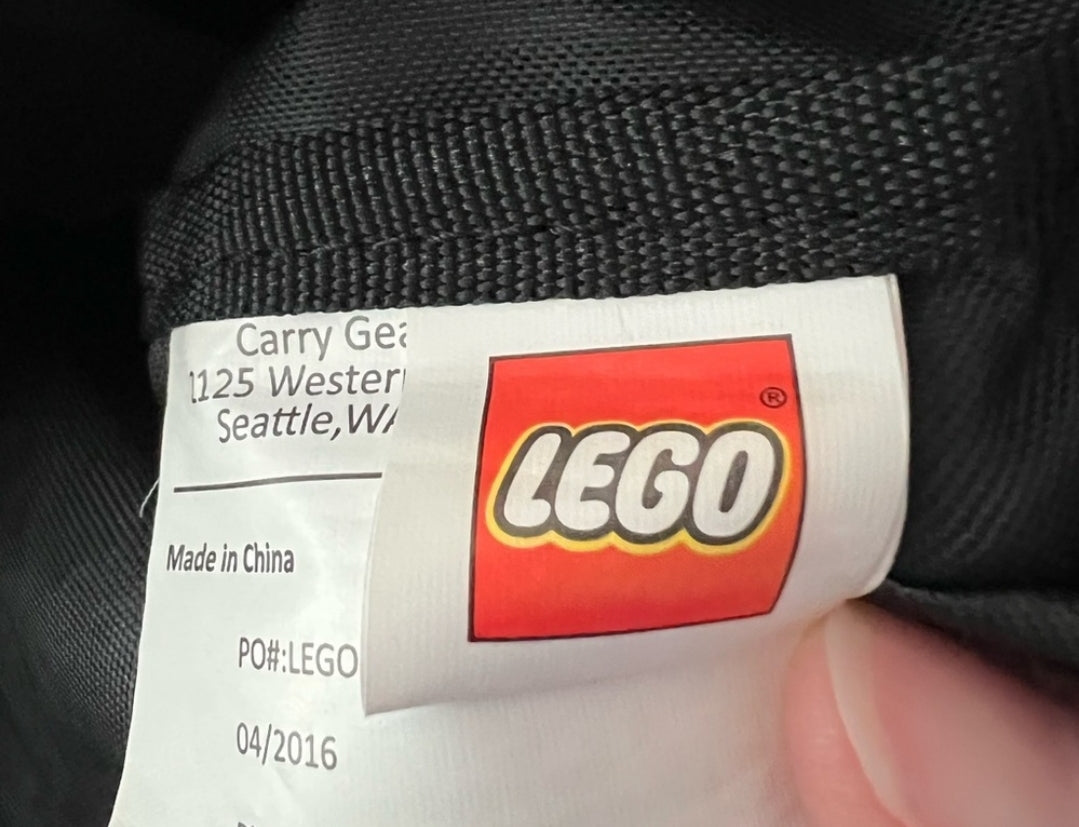 Carry Gea
1125 Wester
Seattle,WA
Made in China
PO#:LEGO
04/2016
LEGO
®